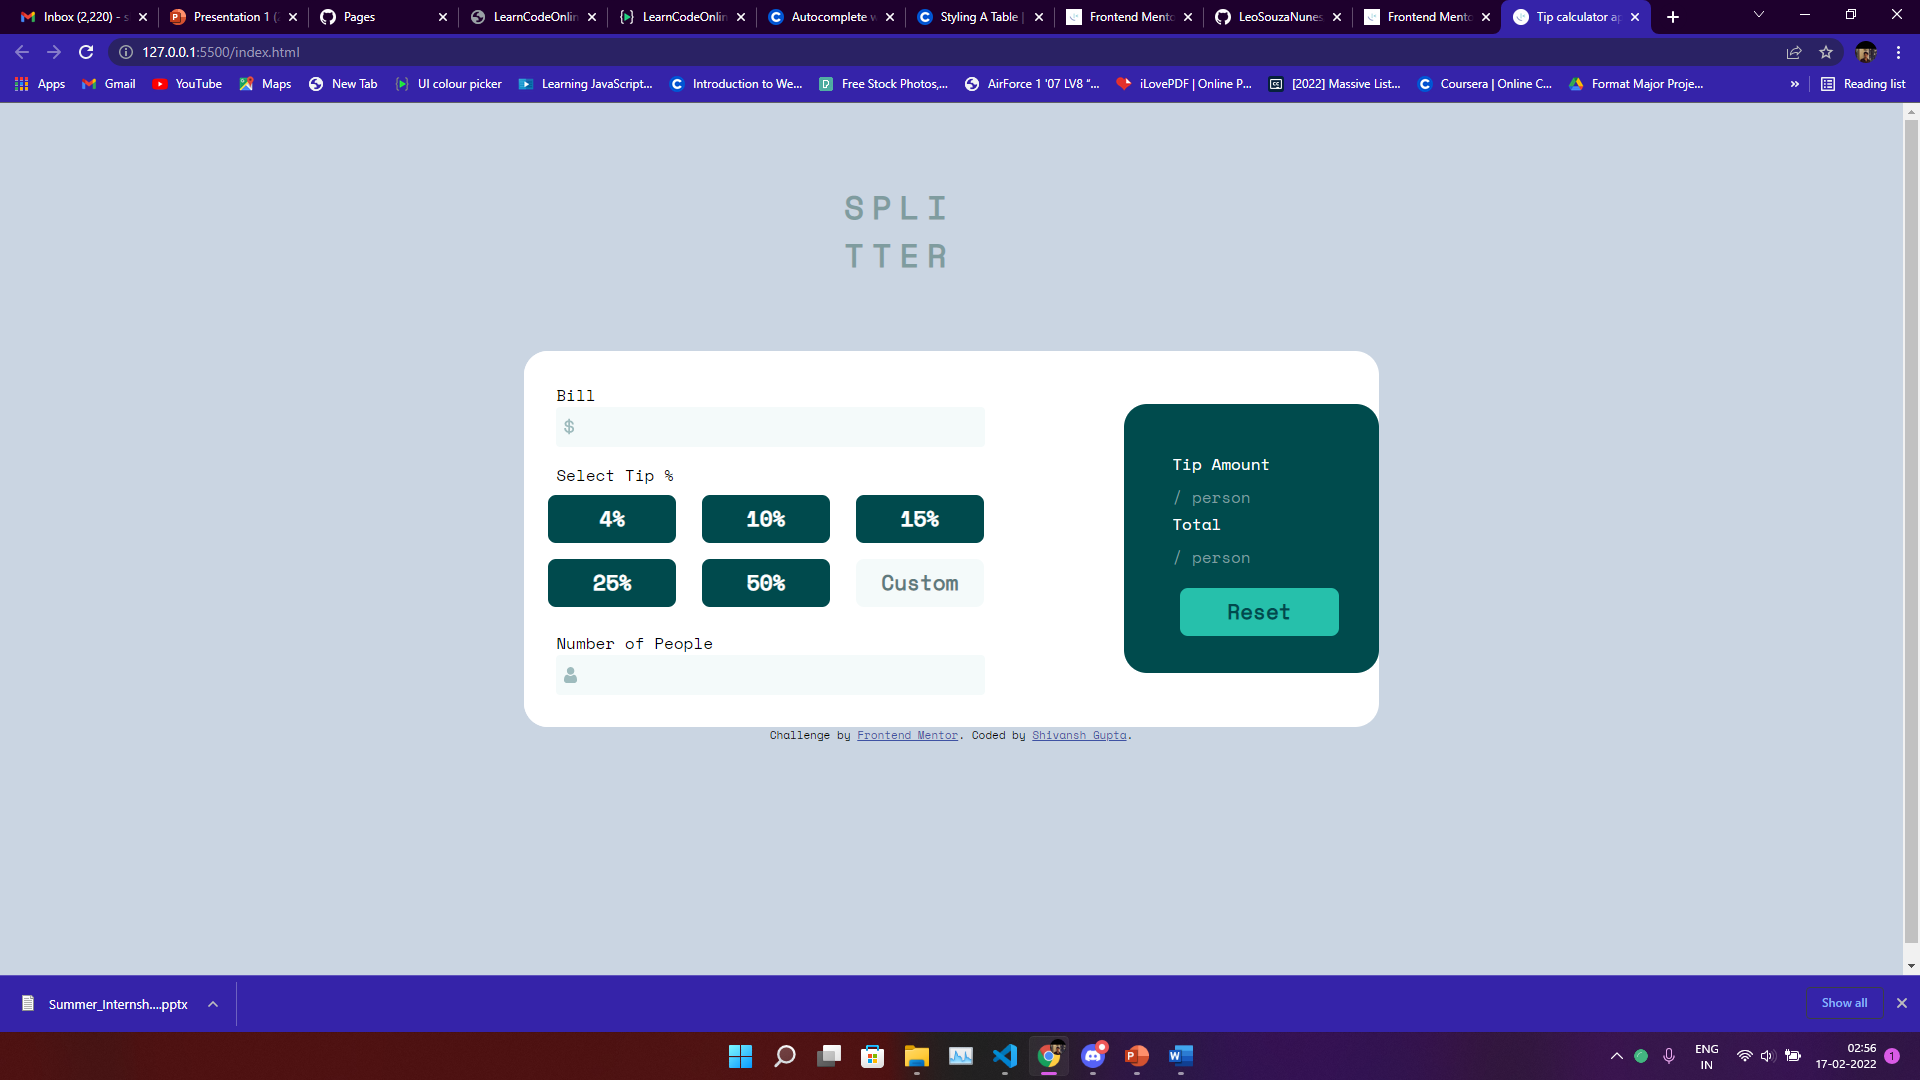 Inbox (2,220) - s
Presentation 1 (2
Pages
LearnCodeOnlin
LearnCodeOnlin
Autocomplete w
Styling A Table |
Frontend Mento
LeoSouzaNunes
Frontend Mento
Tip calculator ap
127.0.0.1:5500/index.html
Apps
Gmail
YouTube
Maps
New Tab
UI colour picker
Learning JavaScript...
Introduction to We...
Free Stock Photos,...
AirForce 1 '07 LV8 "...
iLovePDF | Online P...
[2022] Massive List...
Coursera | Online C...
Format Major Proje...
»
Reading list
SPLI
TTER
Bill
$
Select Tip %
4%
10%
15%
25%
50%
Custom
Number of People
Tip Amount
/ person
Total
/ person
Reset
Challenge by Frontend Mentor. Coded by Shivansh Gupta.
Summer_Internsh....pptx
Show all
ENG
IN
02:56
17-02-2022
1